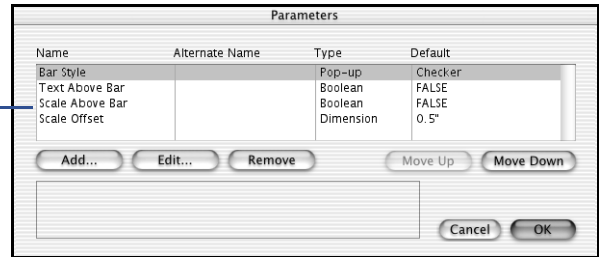 Parameters
Name Alternate Name Type Default
Bar Style Pop-up Checker
Text Above Bar Boolean FALSE
Scale Above Bar Boolean FALSE
Scale Offset Dimension 0.5"
Add... Edit... Remove Move Up Move Down
Cancel OK